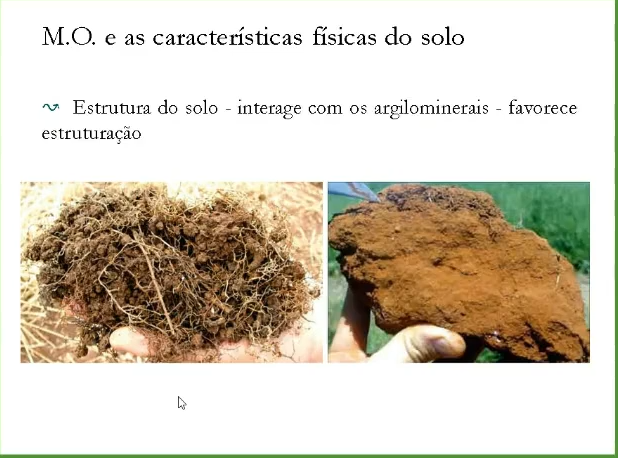 M.O. e as características físicas do solo
Estrutura do solo - interage com os argilominerais - favorece
estruturação